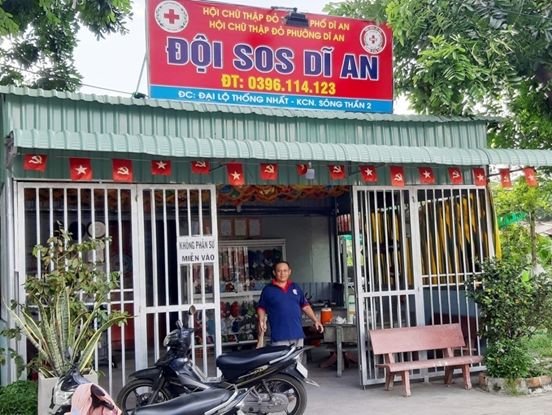 HỘI CHỮ THẬP ĐỎ PHỐ DĨ AN
HỘI CHỮ THẬP ĐỎ PHƯỜNG DĨ AN
ĐỘI SOS DĨ AN
ĐT: 0396.114.123
ĐC: ĐẠI LỘ THỐNG NHẤT - KCN. SÓNG THẦN 2
KHÔNG PHẬN SỰ
MIỄN VÀO